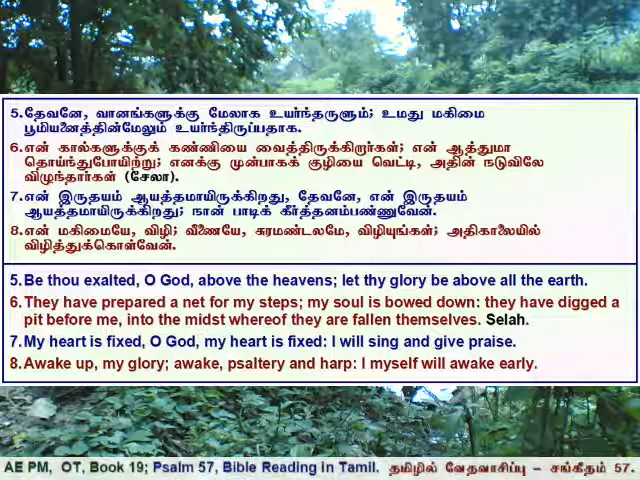 5. தேவனே, வானங்களுக்கு மேலாக உயர்ந்தருளும்; உமது மகிமை
பூமியனைத்தின்மேலும் உயர்ந்திருப்பதாக.
6. என் கால்களுக்குக் கண்ணியை வைத்திருக்கிறார்கள்; என் ஆத்துமா
தொய்ந்துபோயிற்று; எனக்கு முன்பாகக் குழியை வெட்டி, அதின் நடுவிலே
விழுந்தார்கள் (சேலா).
7. என் இருதயம் ஆயத்தமாயிருக்கிறது, தேவனே, என் இருதயம்
ஆயத்தமாயிருக்கிறது; நான் பாடிக் கீர்த்தனம்பண்ணுவேன்.
8. என் மகிமையே, விழி; வீணையே, சுரமண்டலமே, விழியுங்கள்; அதிகாலையில்
விழித்துக்கொள்வேன்.
5. Be thou exalted, O God, above the heavens; let thy glory be above all the earth.
6. They have prepared a net for my steps; my soul is bowed down: they have digged a
pit before me, into the midst whereof they are fallen themselves. Selah.
7. My heart is fixed, O God, my heart is fixed: I will sing and give praise.
8. Awake up, my glory; awake, psaltery and harp: I myself will awake early.
AE PM, OT, Book 19; Psalm 57, Bible Reading in Tamil. தமிழில் வேதவாசிப்பு – சங்கீதம் 57.